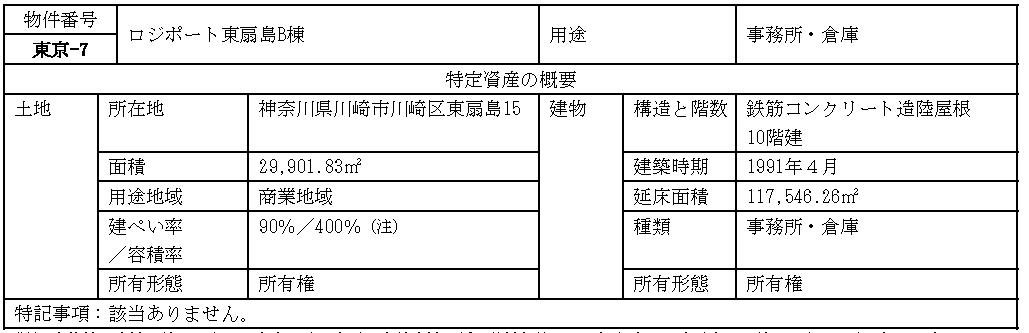 物件番号 ロジポート東扇島B棟 用途 事務所・倉庫
東京-7
特定資産の概要
土地 所在地 神奈川県川崎市川崎区東扇島15 建物 構造と階数 鉄筋コンクリート造陸屋根
10階建
面積 29,901.83㎡ 建築時期 1991年４月
用途地域 商業地域 延床面積 117,546.26㎡
建ぺい率 90％／400％（注） 種類 事務所・倉庫
／容積率
所有形態 所有権 所有形態 所有権
特記事項：該当ありません。